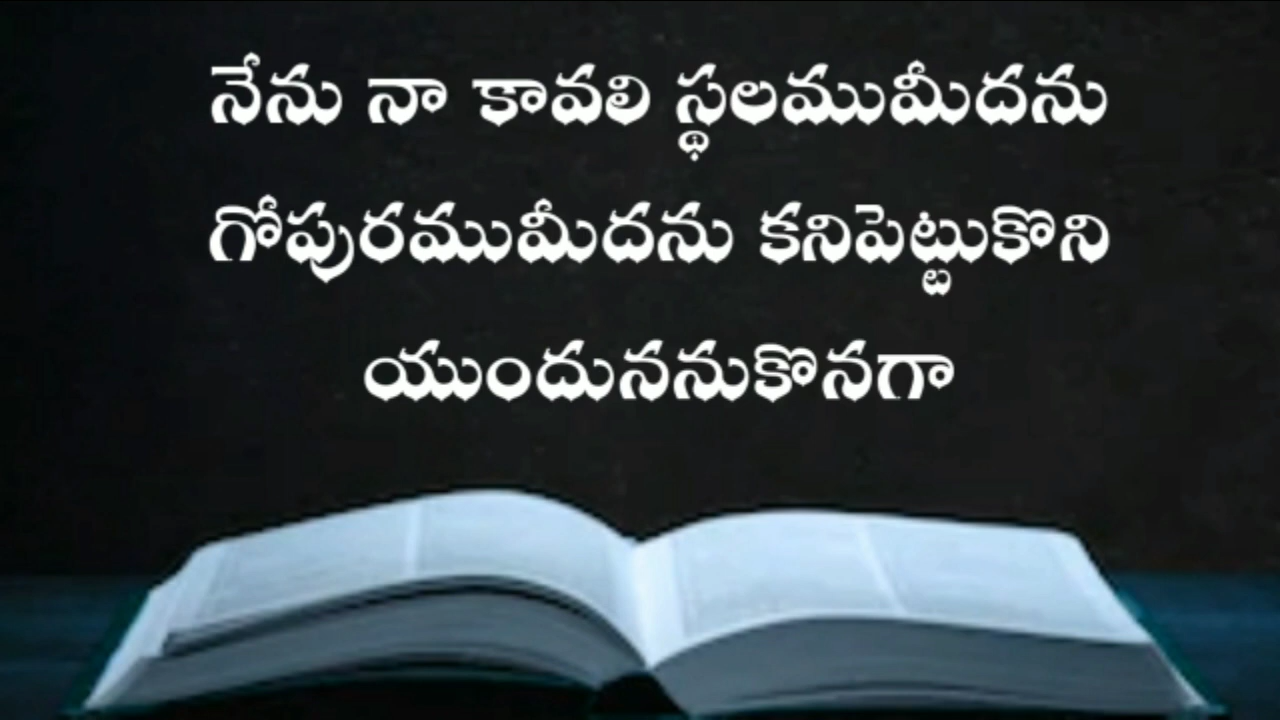 నేను నా కావలి స్థలముమీదను
గోపురముమీదను కనిపెట్టుకొని
యుందుననుకొనగా